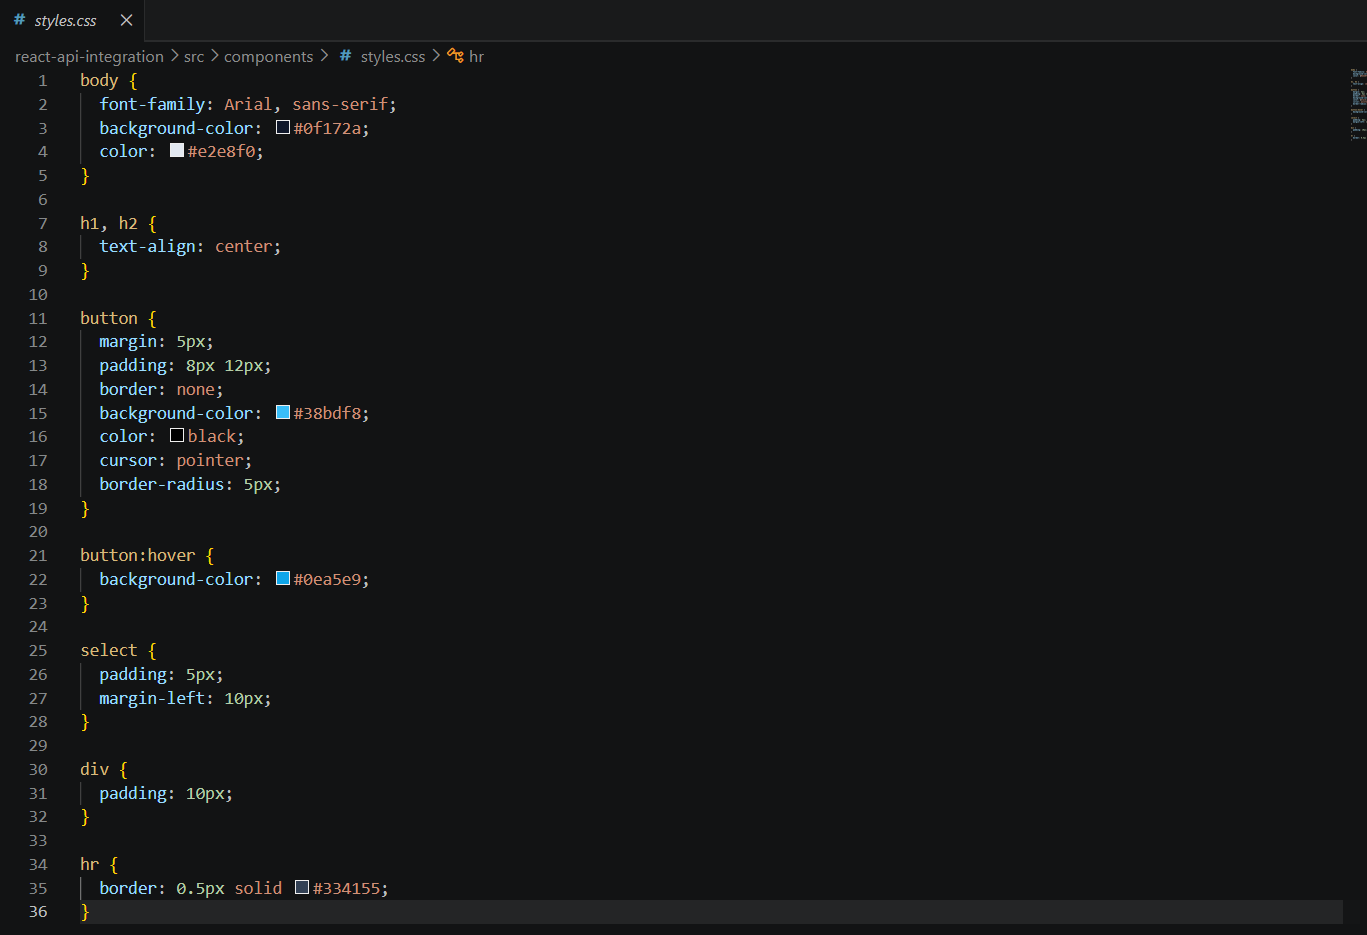 # styles.css ×
react-api-integration > src > components > # styles.css > hr
1 body {
2   font-family: Arial, sans-serif;
3   background-color: #0f172a;
4   color: #e2e8f0;
5 }
6
7 h1, h2 {
8   text-align: center;
9 }
10
11 button {
12   margin: 5px;
13   padding: 8px 12px;
14   border: none;
15   background-color: #38bdf8;
16   color: black;
17   cursor: pointer;
18   border-radius: 5px;
19 }
20
21 button:hover {
22   background-color: #0ea5e9;
23 }
24
25 select {
26   padding: 5px;
27   margin-left: 10px;
28 }
29
30 div {
31   padding: 10px;
32 }
33
34 hr {
35   border: 0.5px solid #334155;
36 }